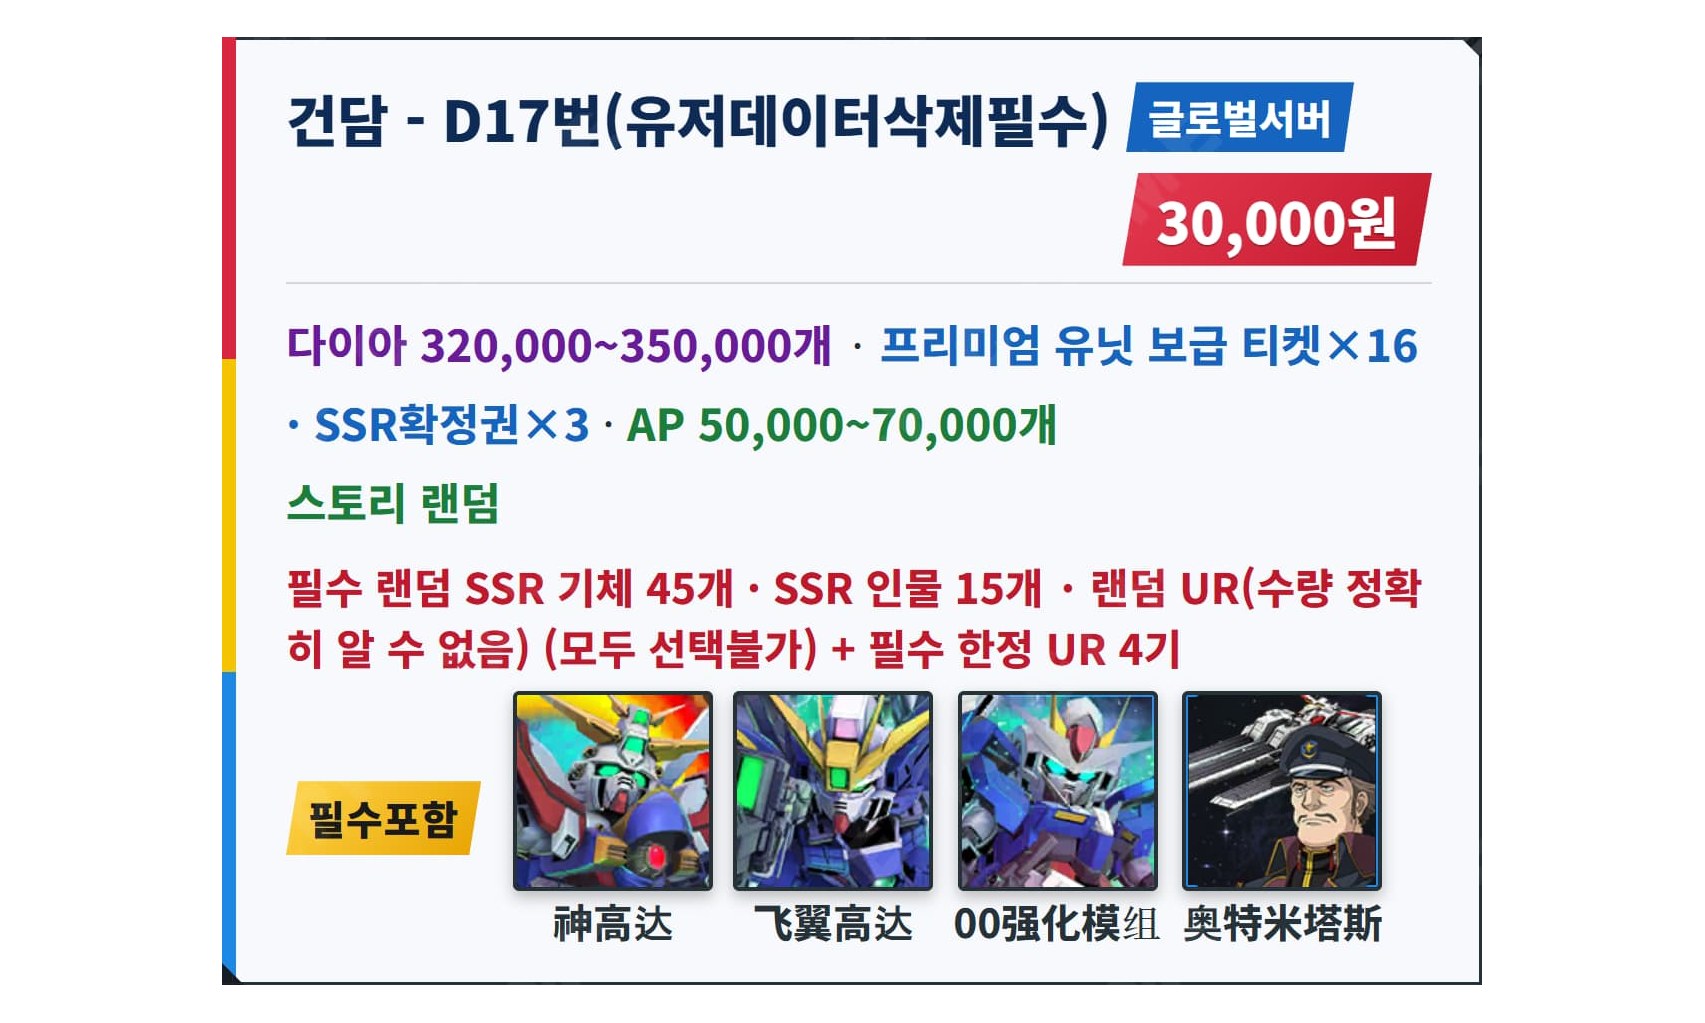 건담 - D17번(유저데이터삭제필수) 글로벌서버
30,000원
다이아 320,000~350,000개 · 프리미엄 유닛 보급 티켓×16
· SSR확정권×3 · AP 50,000~70,000개
스토리 랜덤
필수 랜덤 SSR 기체 45개 · SSR 인물 15개 · 랜덤 UR(수량 정확
히 알 수 없음) (모두 선택불가) + 필수 한정 UR 4기
필수포함
神高达 飞翼高达 00强化模组 奥特米塔斯